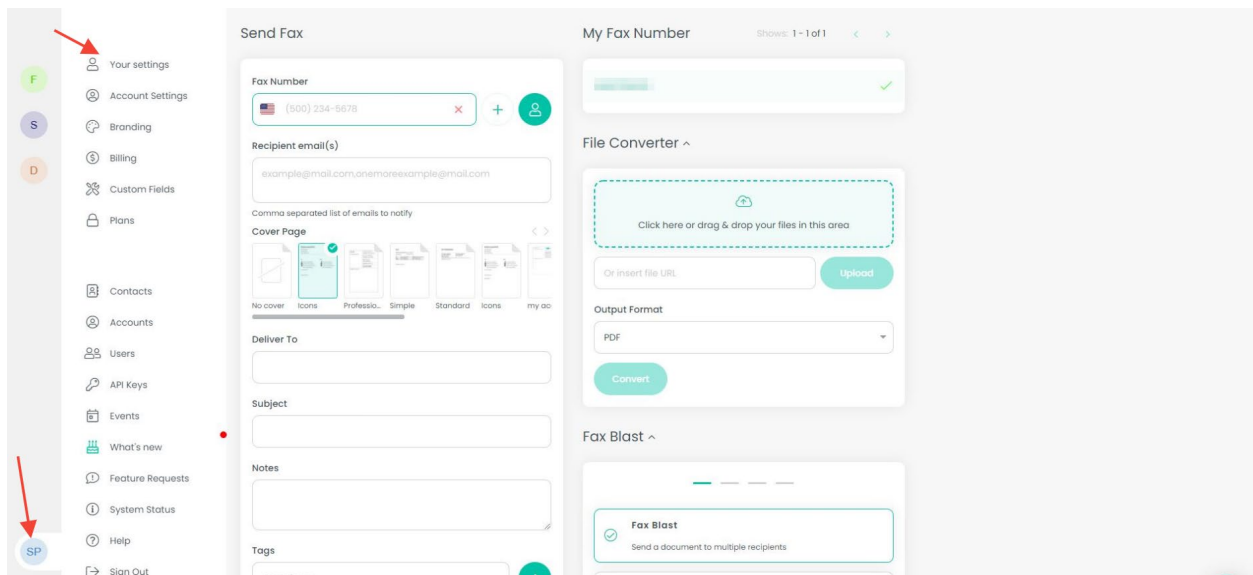 F
S
D
SP
Your settings
Account Settings
Branding
Billing
Custom Fields
Plans
Contacts
Accounts
Users
API Keys
Events
What's new
Feature Requests
System Status
Help
Sign Out
Send Fax
Fax Number
(500) 234-5678
Recipient email(s)
example@mail.com,onemoreexample@mail.com
Comma separated list of emails to notify
Cover Page
No cover
Icons
Professio...
Simple
Standard
Icons
my ac
Deliver To
Subject
Notes
Tags
My Fax Number
Shows: 1 - 1 of 1
File Converter
Click here or drag & drop your files in this area
Or insert file URL
Upload
Output Format
PDF
Convert
Fax Blast
Fax Blast
Send a document to multiple recipients